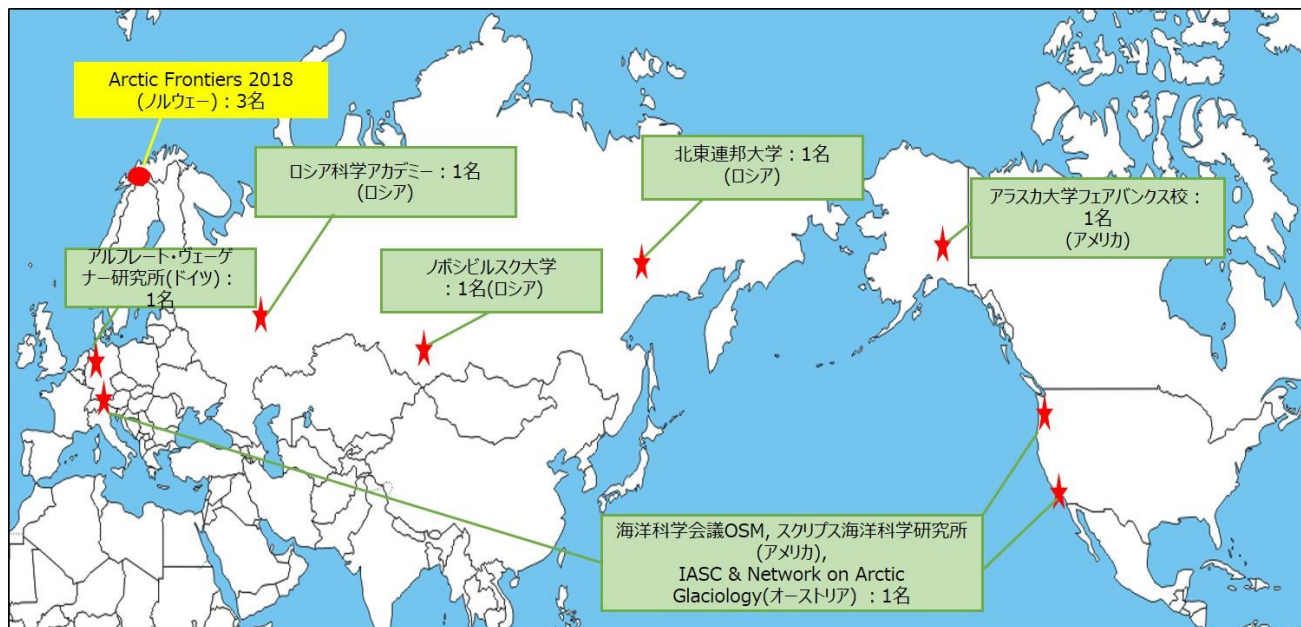 Arctic Frontiers 2018
(ノルウェー)：3名
ロシア科学アカデミー：1名
(ロシア)
北東連邦大学：1名
(ロシア)
アラスカ大学フェアバンクス校：
1名
(アメリカ)
アルフレート・ヴェーゲ
ナー研究所(ドイツ)：
1名
ノボシビルスク大学
：1名(ロシア)
海洋科学会議OSM, スクリプス海洋科学研究所
(アメリカ),
IASC & Network on Arctic
Glaciology(オーストリア) ：1名